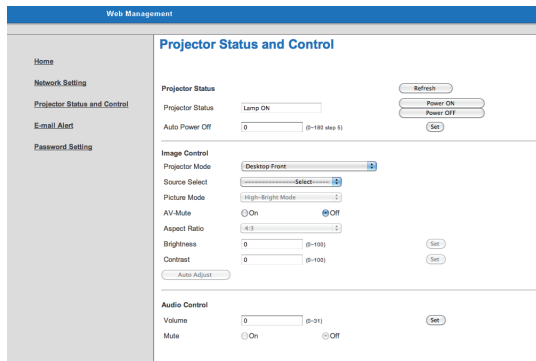 Web Management
Projector Status and Control
Home
Network Setting
Projector Status and Control
E-mail Alert
Password Setting
Projector Status
Refresh
Projector Status Lamp ON Power ON
Power OFF
Auto Power Off 0 (0~180 step 5) Set
Image Control
Projector Mode Desktop Front
Source Select ----------------Select------
Picture Mode High-Bright Mode
AV-Mute On Off
Aspect Ratio 4:3
Brightness 0 (0~100) Set
Contrast 0 (0~100) Set
Auto Adjust
Audio Control
Volume 0 (0~31) Set
Mute On Off